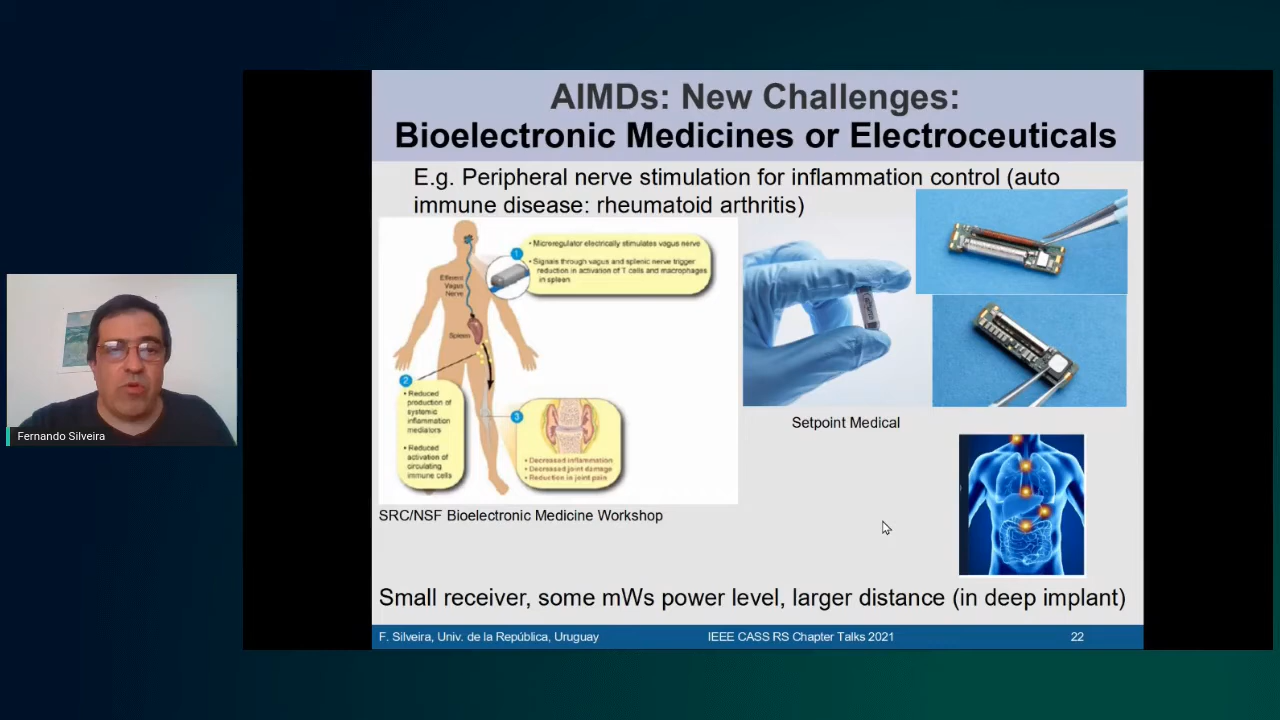 AIMDs: New Challenges:
Bioelectronic Medicines or Electroceuticals
E.g. Peripheral nerve stimulation for inflammation control (auto
immune disease: rheumatoid arthritis)
1
• Microregulator electrically stimulates vagus nerve
• Signals through vagus and splenic nerve trigger
reduction in activation of T cells and macrophages
in spleen
Efferent
Vagus
Nerve
Spleen
2
• Reduced
production of
systemic
inflammation
mediators
• Reduced
activation of
circulating
immune cells
3
• Decreased inflammation
• Decreased joint damage
• Reduction in joint pain
Setpoint Medical
SRC/NSF Bioelectronic Medicine Workshop
Small receiver, some mWs power level, larger distance (in deep implant)
F. Silveira, Univ. de la República, Uruguay
IEEE CASS RS Chapter Talks 2021
22
Fernando Silveira